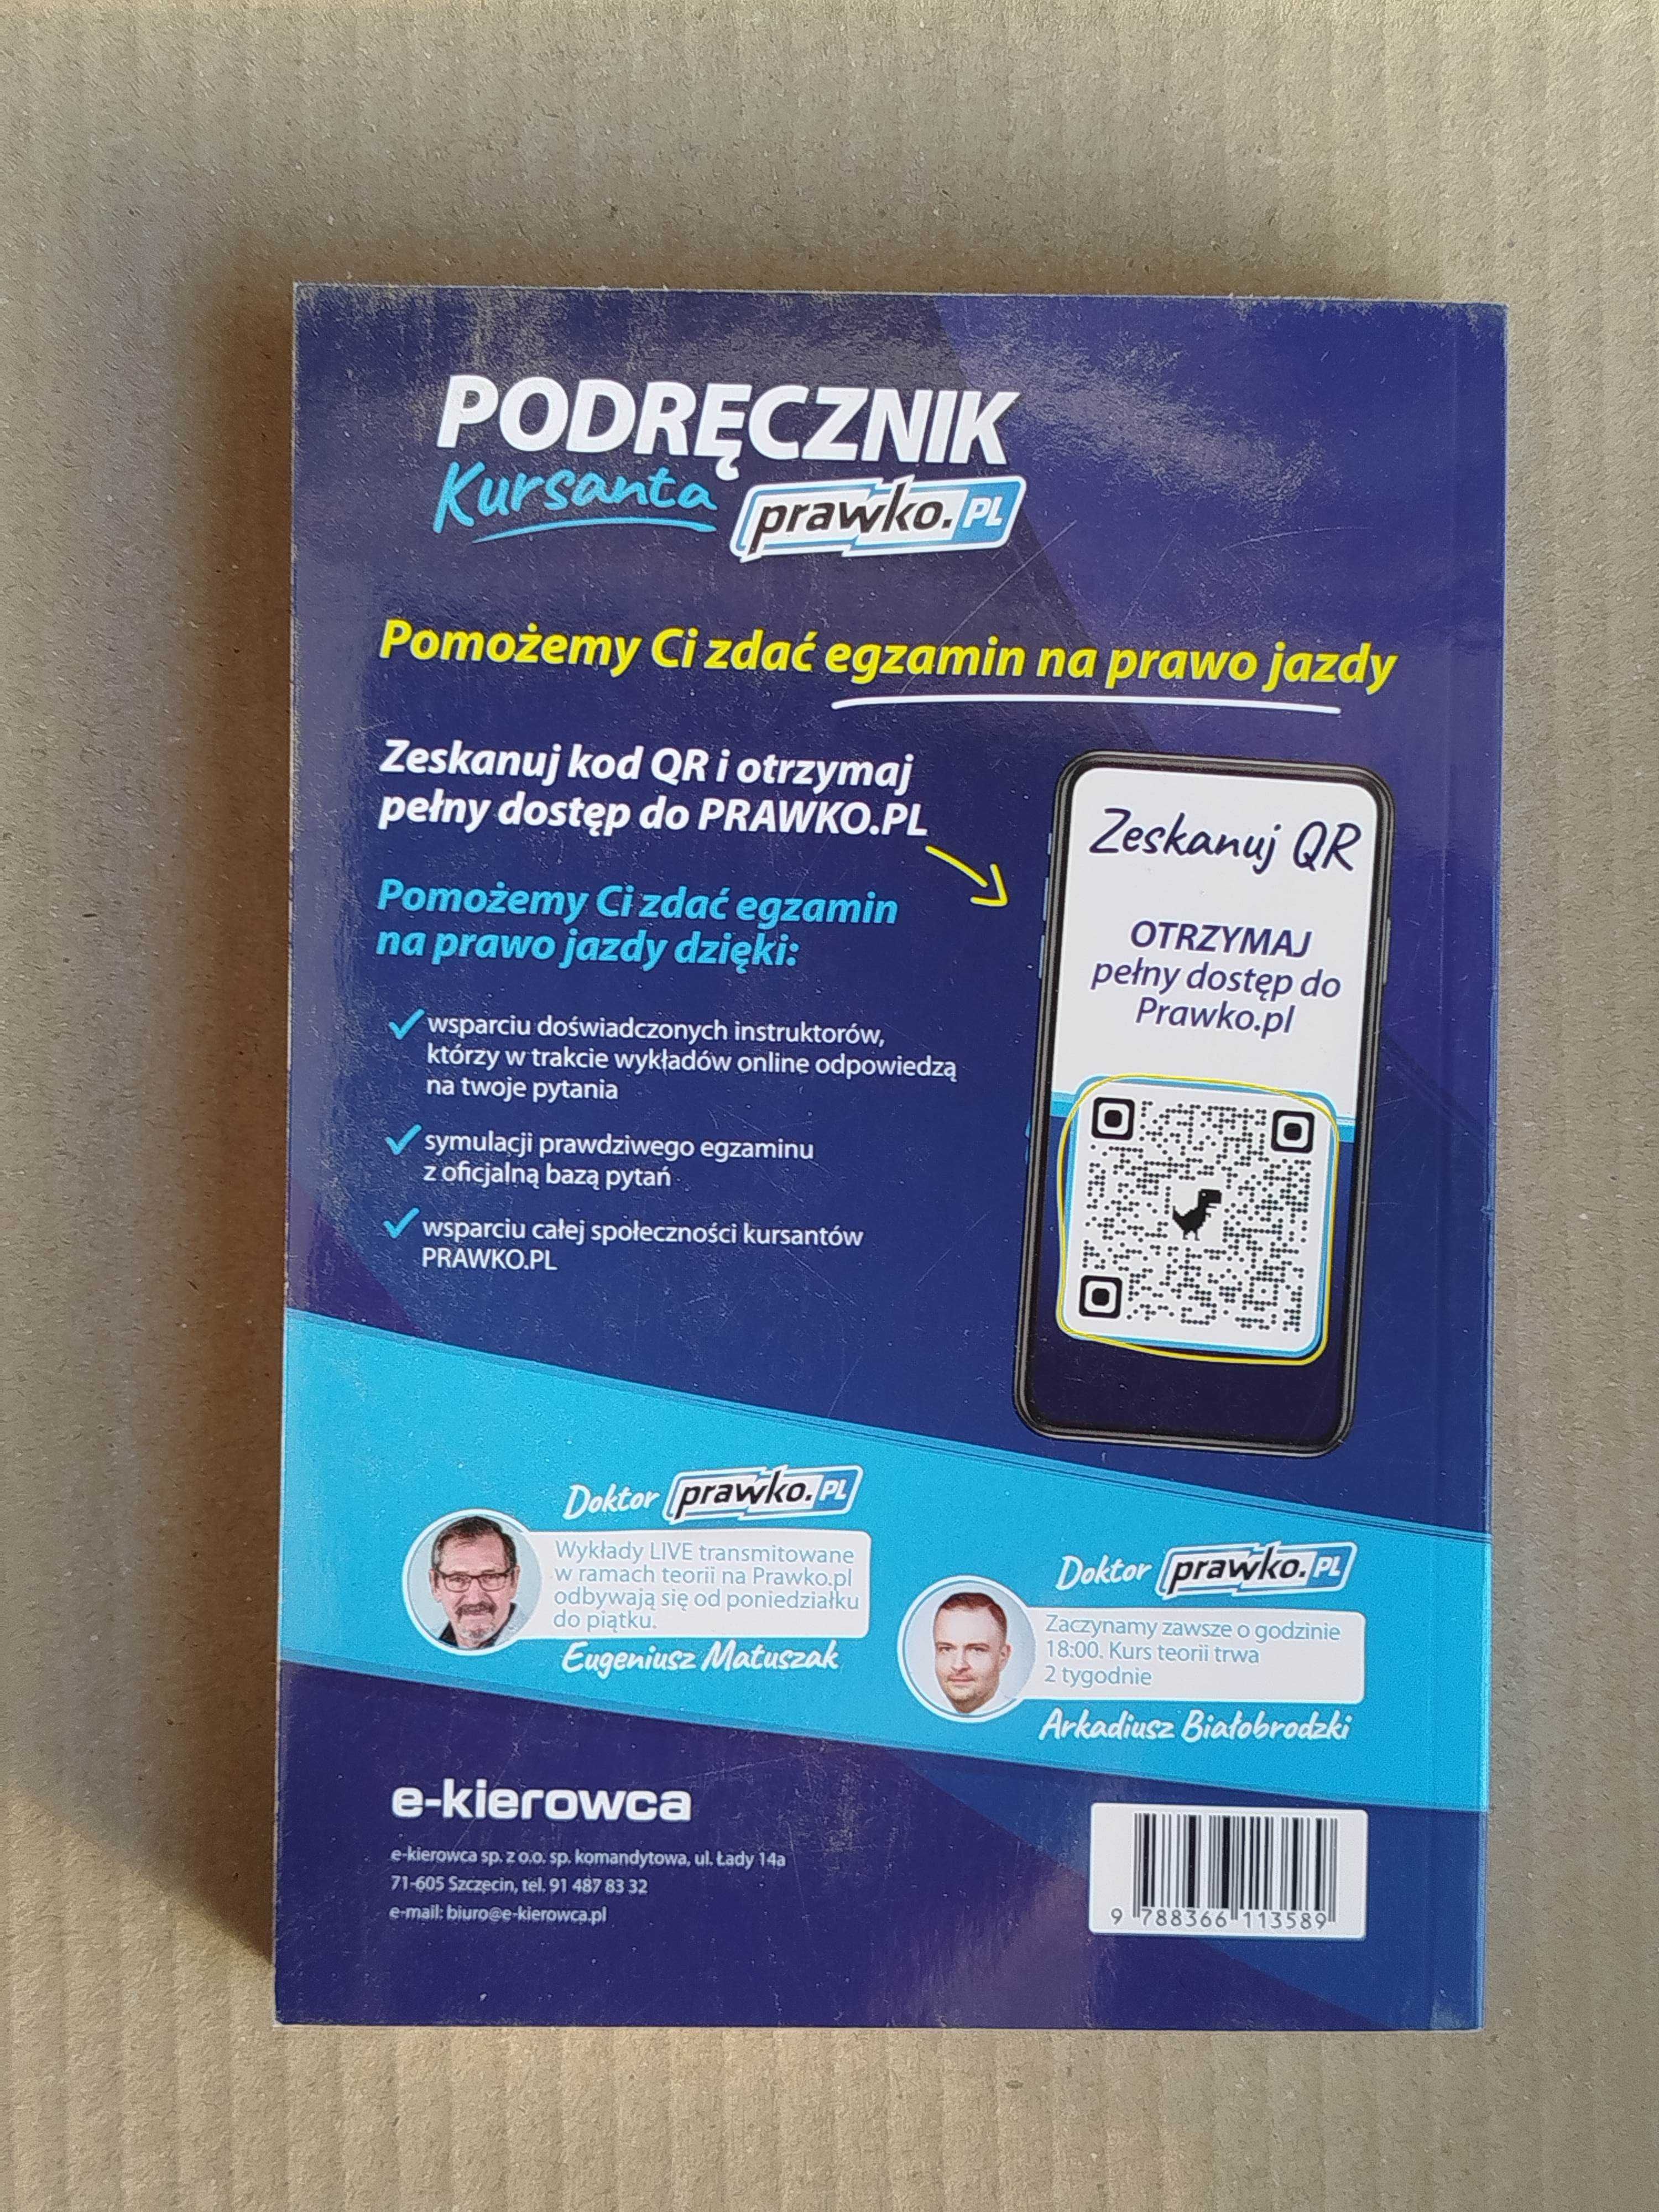 PODRĘCZNIK
Kursanta prawko.PL
Pomożemy Ci zdać egzamin na prawo jazdy
Zeskanuj kod QR i otrzymaj
pełny dostęp do PRAWKO.PL
Pomożemy Ci zdać egzamin
na prawo jazdy dzięki:
wsparciu doświadczonych instruktorów,
którzy w trakcie wykładów online odpowiedzą
na twoje pytania
symulacji prawdziwego egzaminu
z oficjalną bazą pytań
wsparciu całej społeczności kursantów
PRAWKO.PL
Zeskanuj QR
OTRZYMAJ
pełny dostęp do
Prawko.pl
Doktor prawko.PL
Wykłady LIVE transmitowane
w ramach teorii na Prawko.pl
odbywają się od poniedziałku
do piątku.
Eugeniusz Matuszak
Doktor prawko.PL
Zaczynamy zawsze o godzinie
18:00. Kurs teorii trwa
2 tygodnie
Arkadiusz Białobrodzki
e-kierowca
e-kierowca sp. z o.o. sp. komandytowa, ul. Łady 14a
71-605 Szczecin, tel. 91 487 83 32
e-mail: biuro@e-kierowca.pl
9 788366 113589